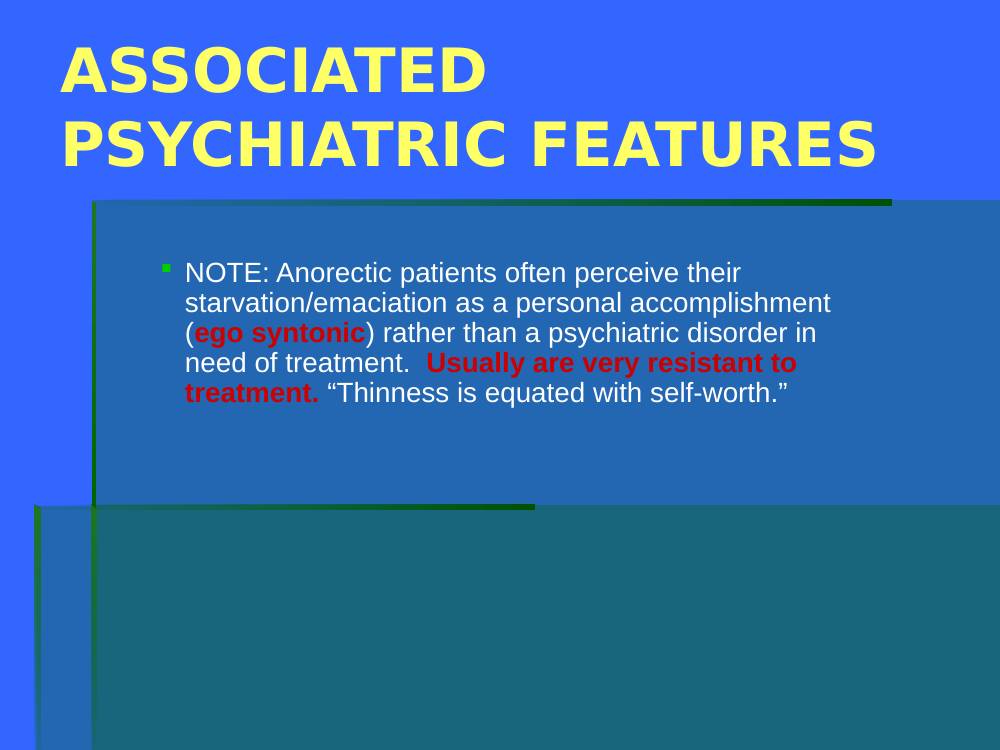 ASSOCIATED
PSYCHIATRIC FEATURES
NOTE: Anorectic patients often perceive their
starvation/emaciation as a personal accomplishment
(ego syntonic) rather than a psychiatric disorder in
need of treatment.  Usually are very resistant to
treatment. “Thinness is equated with self-worth.”